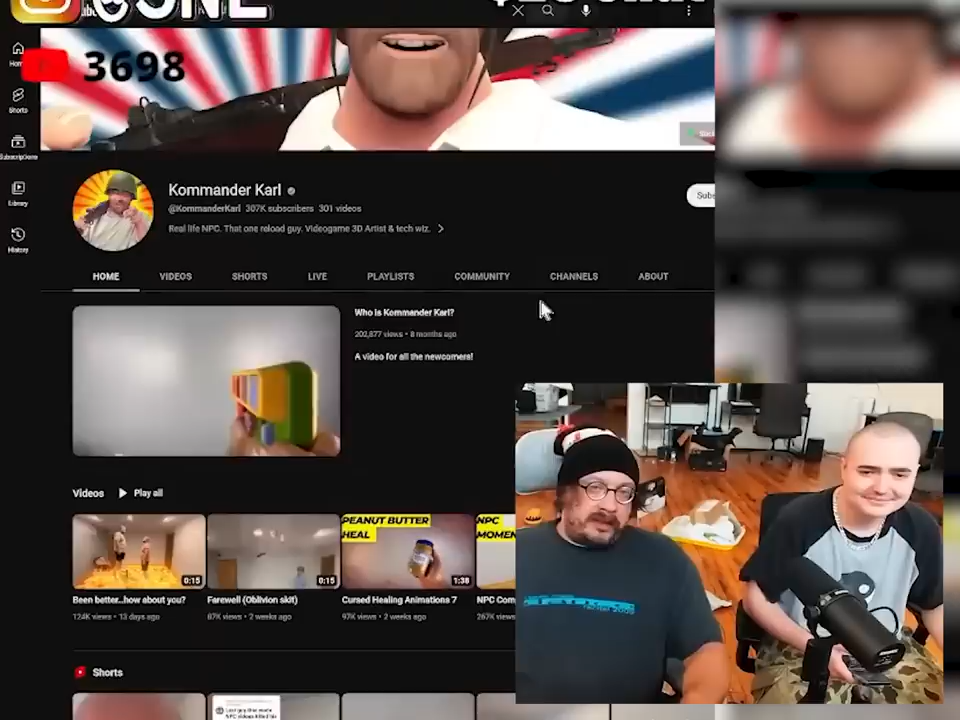 3698
Shorts
Library
History
Kommander Karl
@KommanderKarl 307K subscribers 301 videos
Real life NPC. That one reload guy. Videogame 3D Artist & tech wiz.
Subs
HOME VIDEOS SHORTS LIVE PLAYLISTS COMMUNITY CHANNELS ABOUT
Who is Kommander Karl?
202,877 views • 8 months ago
A video for all the newcomers!
Videos Play all
PEANUT BUTTER
HEAL
NPC
MOMEN
0:15
0:15
1:38
Been better...how about you?
Farewell (Oblivion skit)
Cursed Healing Animations 7
NPC Com
124K views • 13 days ago
87K views • 2 weeks ago
97K views • 2 weeks ago
267K views
Shorts